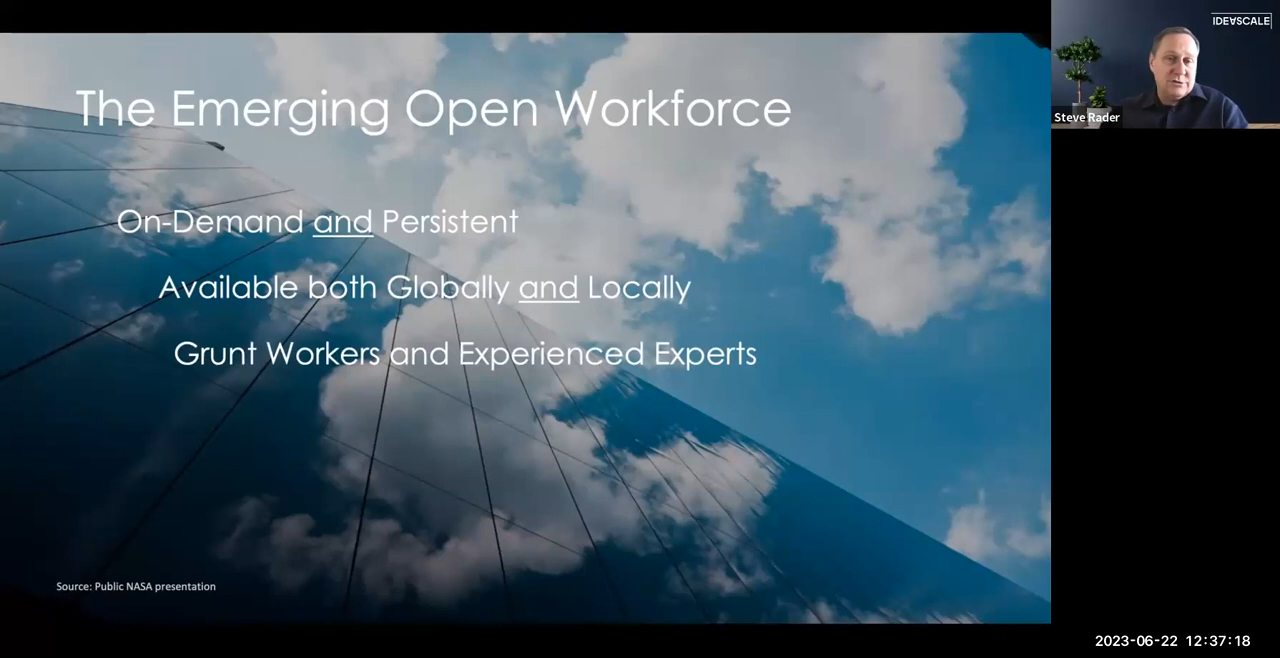 The Emerging Open Workforce
On-Demand and Persistent
Available both Globally and Locally
Grunt Workers and Experienced Experts
Source: Public NASA presentation
IDEASCALE
Steve Rader
2023-06-22 12:37:18